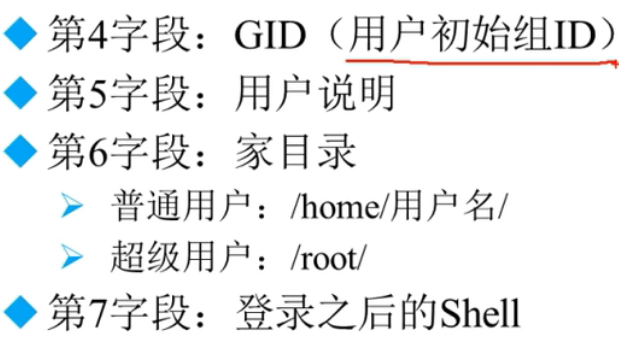 第4字段：GID（用户初始组ID）
第5字段：用户说明
第6字段：家目录
普通用户：/home/用户名/
超级用户：/root/
第7字段：登录之后的Shell